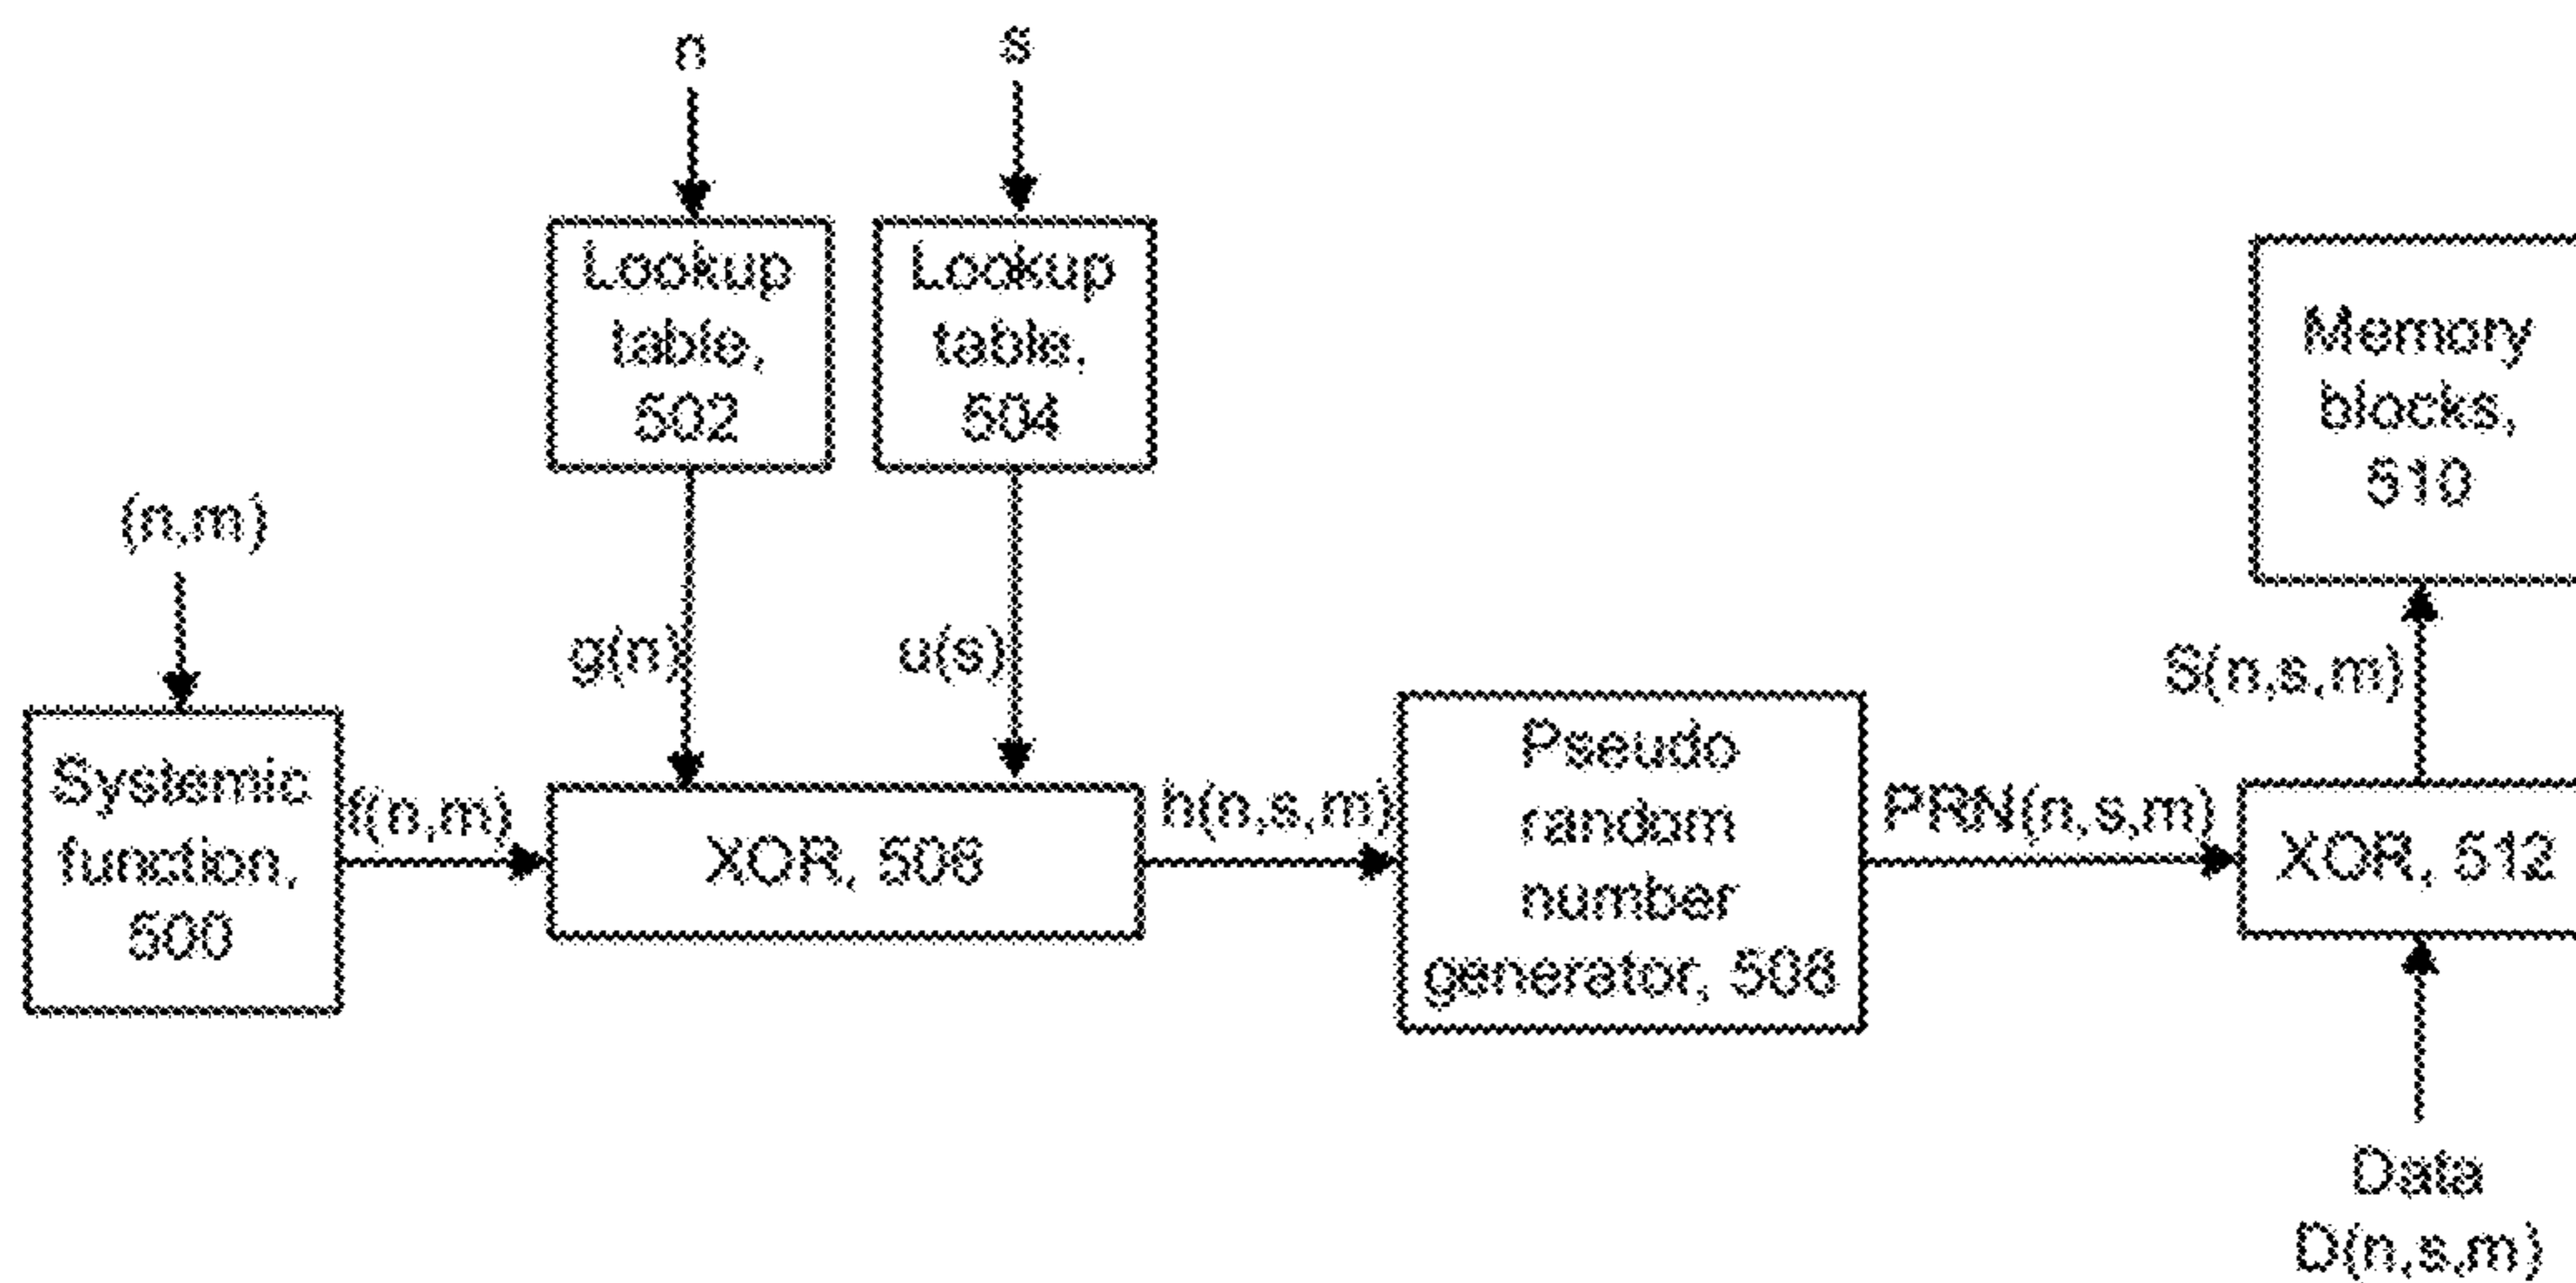 n
s
Lookup
table,
502
Lookup
table,
504
Memory
blocks,
510
(n,m)
g(n)
u(s)
S(n,s,m)
Systemic
function,
500
f(n,m)
XOR, 506
h(n,s,m)
Pseudo
random
number
generator, 508
PRN(n,s,m)
XOR, 512
Data
D(n,s,m)